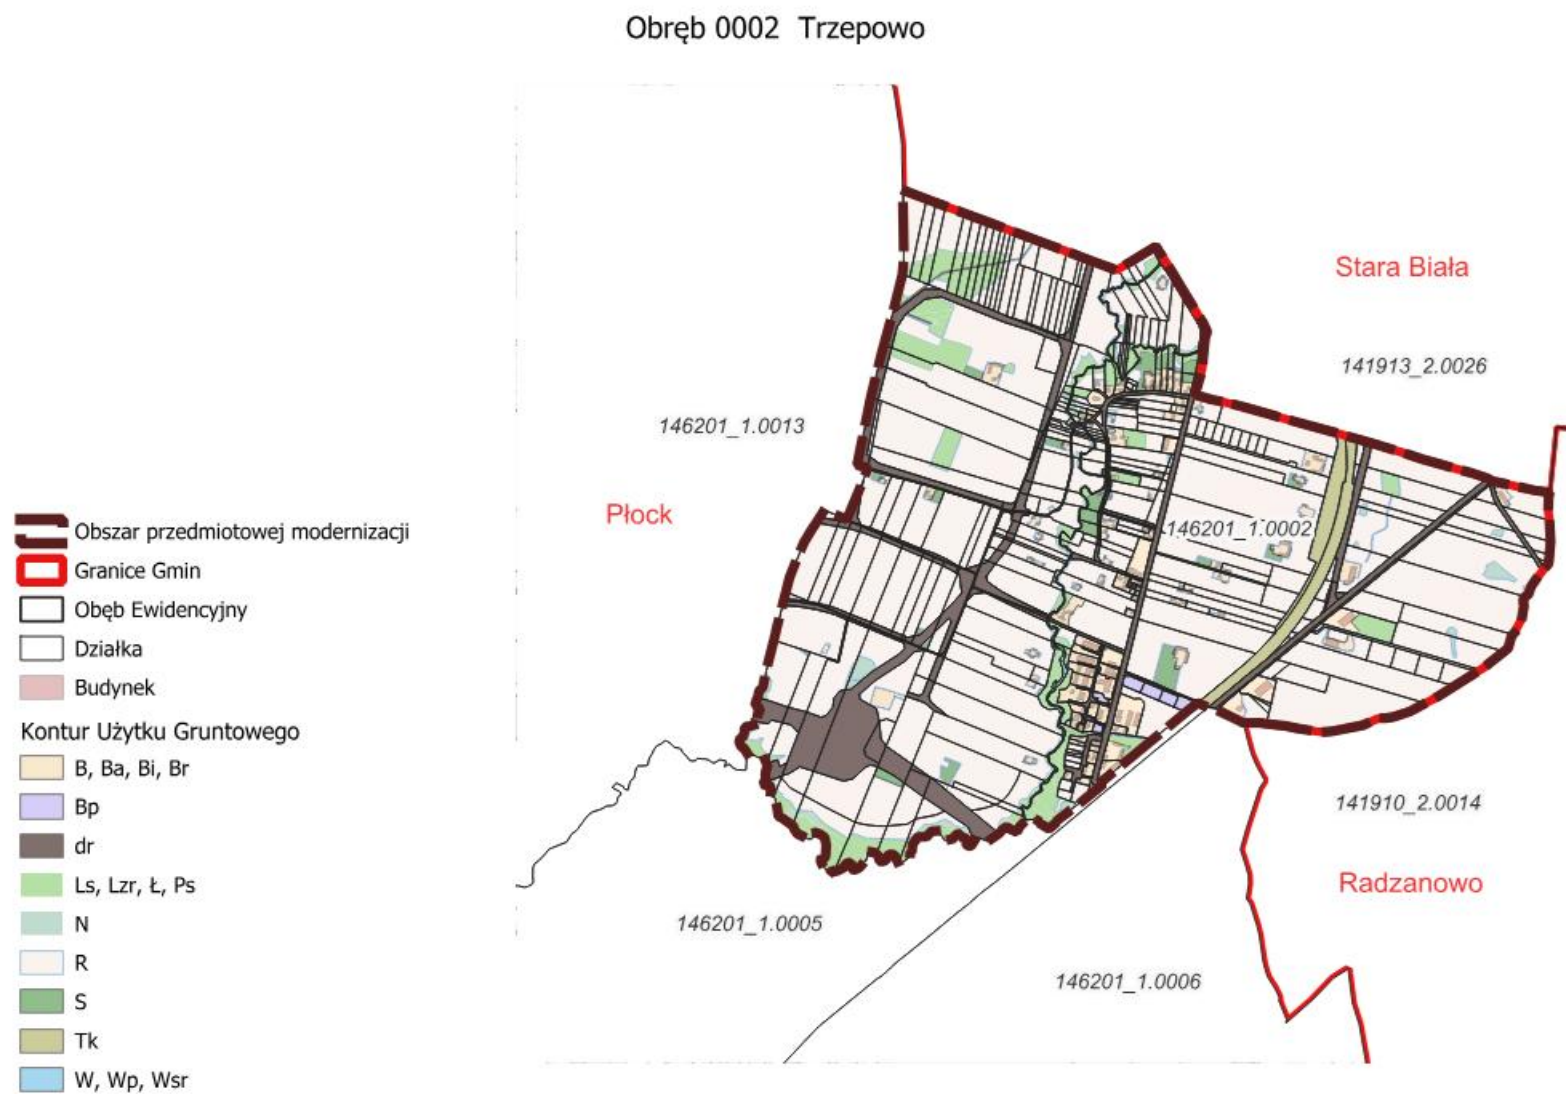 Obręb 0002 Trzepowo
Stara Biała
141913_2.0026
146201_1.0013
Płock
146201_1.0002
141910_2.0014
Radzanowo
146201_1.0005
146201_1.0006
Obszar przedmiotowej modernizacji
Granice Gmin
Obęb Ewidencyjny
Działka
Budynek
Kontur Użytku Gruntowego
B, Ba, Bi, Br
Bp
dr
Ls, Lzr, Ł, Ps
N
R
S
Tk
W, Wp, Wsr